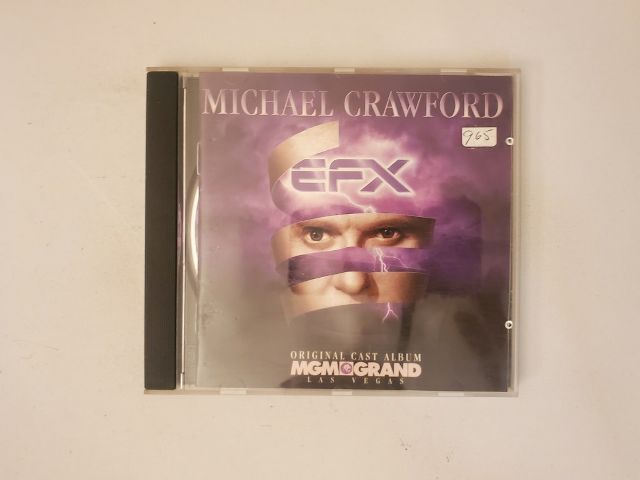 MICHAEL CRAWFORD
965
EFX
ORIGINAL CAST ALBUM
MGM GRAND
LAS VEGAS